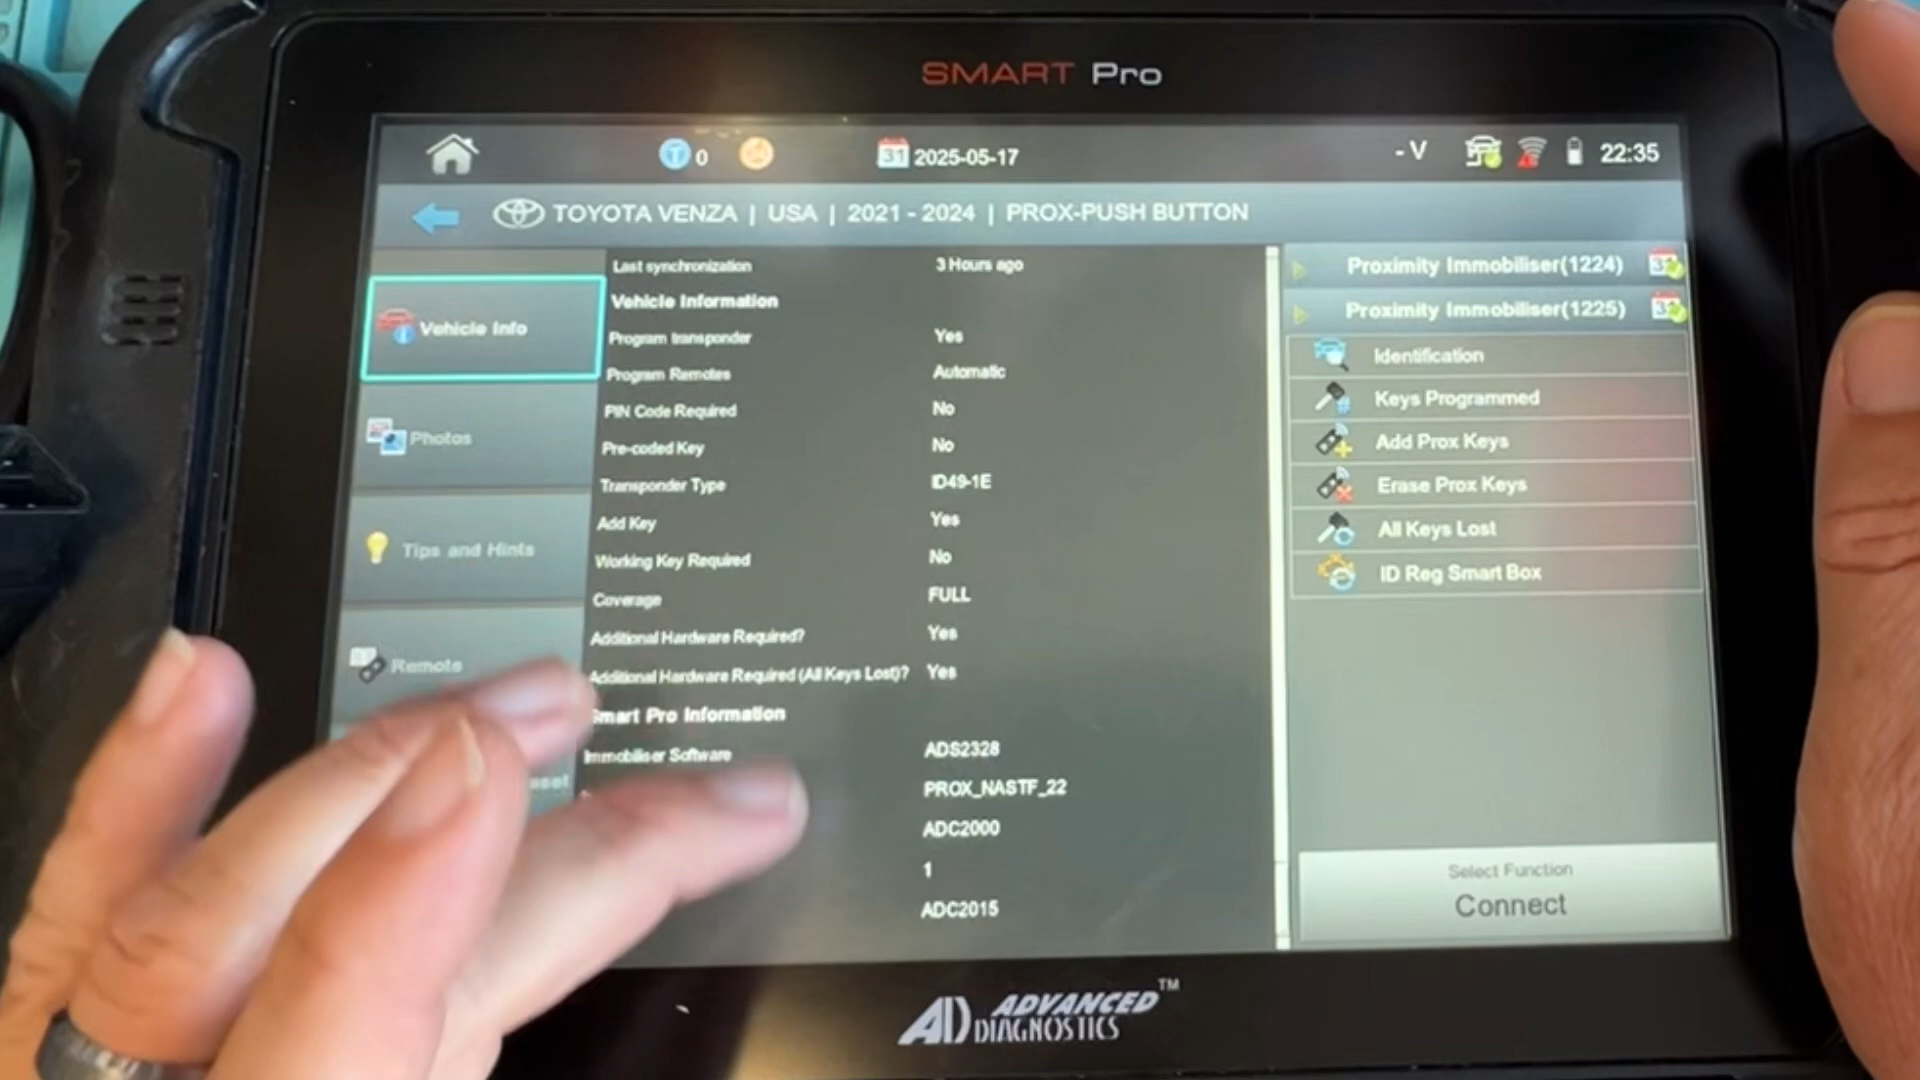 SMART Pro
0
31 2025-05-17
- V
22:35
TOYOTA VENZA | USA | 2021 - 2024 | PROX-PUSH BUTTON
Vehicle Info
Photos
Tips and Hints
Remote
Last synchronization 3 Hours ago
Vehicle Information
Program transponder Yes
Program Remotes Automatic
PIN Code Required No
Pre-coded Key No
Transponder Type ID49-1E
Add Key Yes
Working Key Required No
Coverage FULL
Additional Hardware Required? Yes
Additional Hardware Required (All Keys Lost)? Yes
Smart Pro Information
Immobiliser Software ADS2328
PROX_NASTF_22
ADC2000
1
ADC2015
Proximity Immobiliser(1224)
Proximity Immobiliser(1225)
Identification
Keys Programmed
Add Prox Keys
Erase Prox Keys
All Keys Lost
ID Reg Smart Box
Select Function
Connect
AD ADVANCED DIAGNOSTICS™